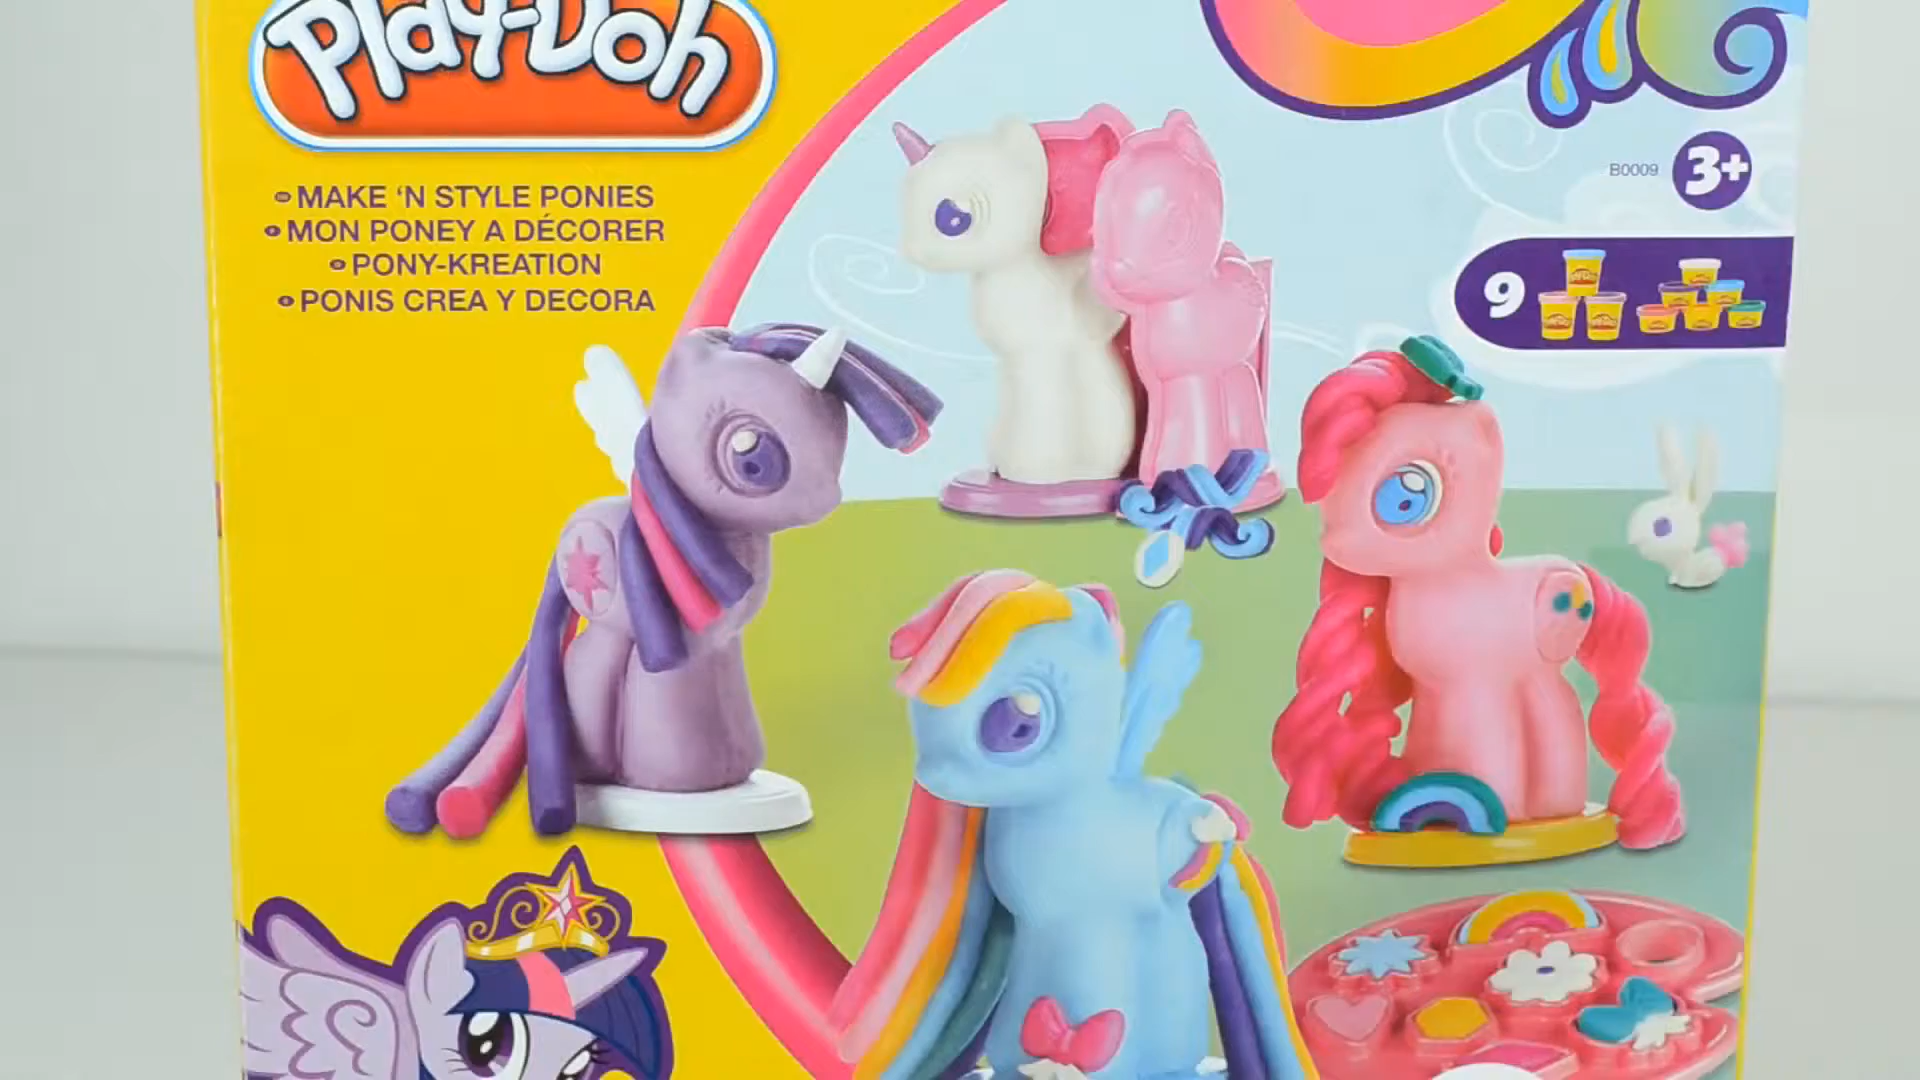 Play-Doh
MAKE 'N STYLE PONIES
MON PONEY A DÉCORER
PONY-KREATION
PONIS CREA Y DECORA
B0009
3+
9